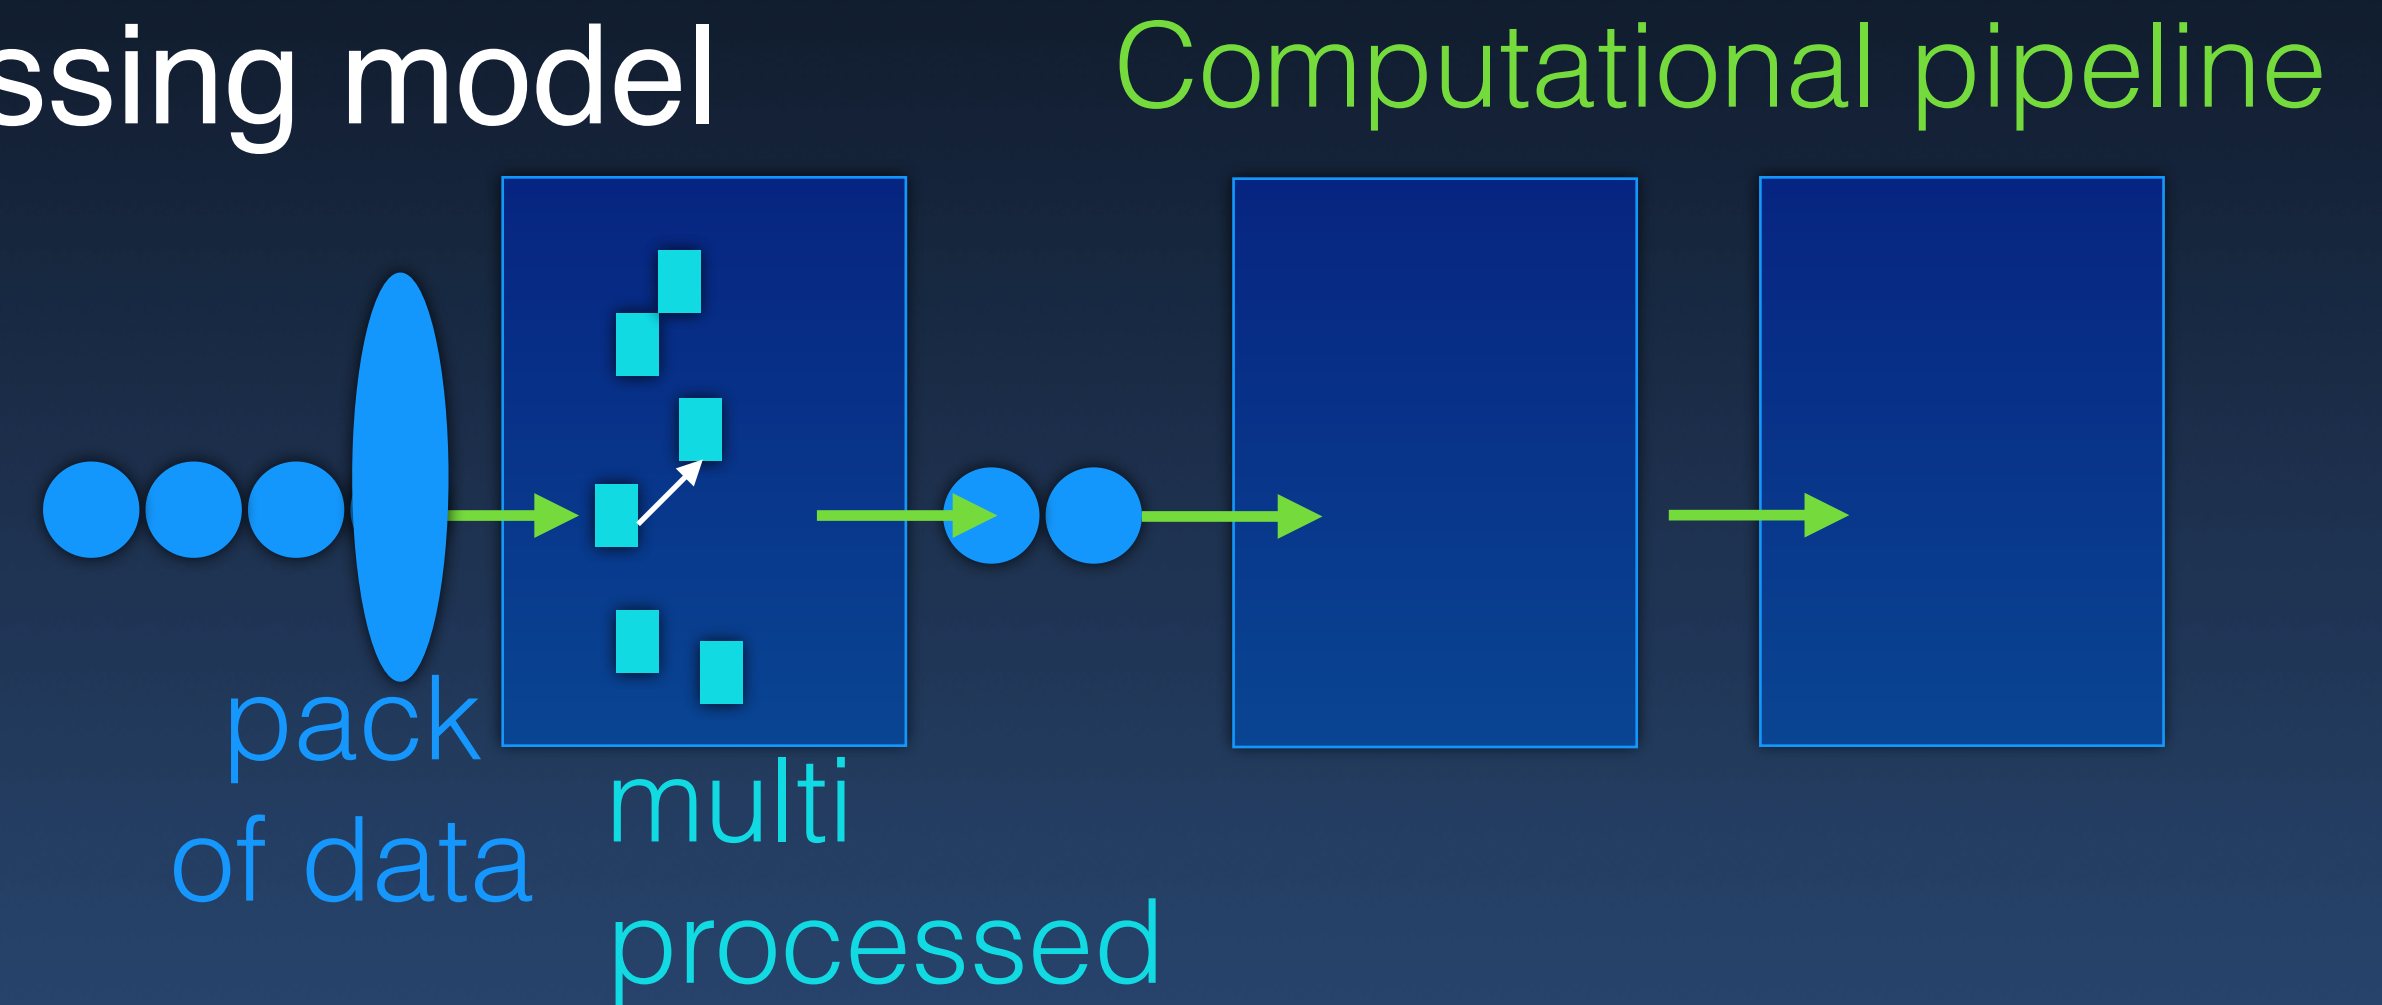 ssing model
Computational pipeline
pack
of data
multi
processed